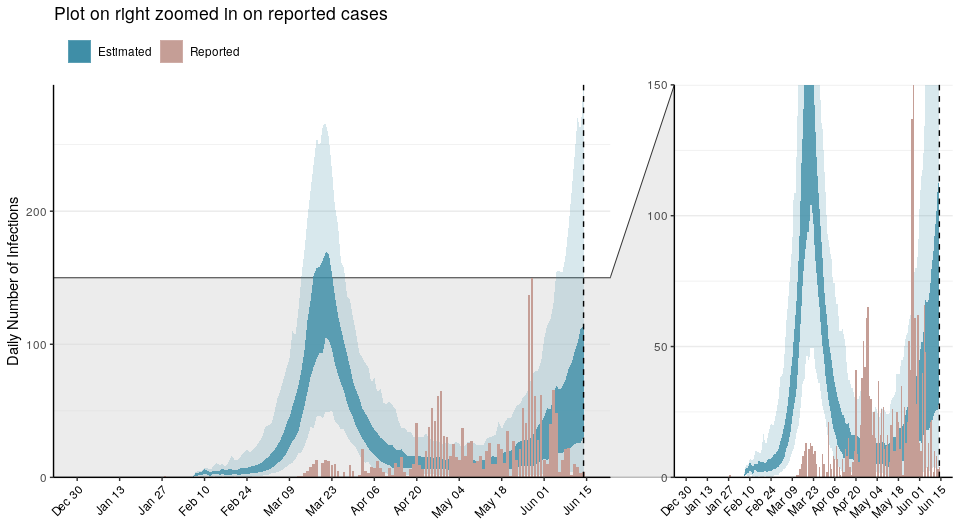 Plot on right zoomed in on reported cases
Estimated Reported
Daily Number of Infections
200
100
0
Dec 30 Jan 13 Jan 27 Feb 10 Feb 24 Mar 09 Mar 23 Apr 06 Apr 20 May 04 May 18 Jun 01 Jun 15
150
100
50
0
Dec 30 Jan 13 Jan 27 Feb 10 Feb 24 Mar 09 Mar 23 Apr 06 Apr 20 May 04 May 18 Jun 01 Jun 15